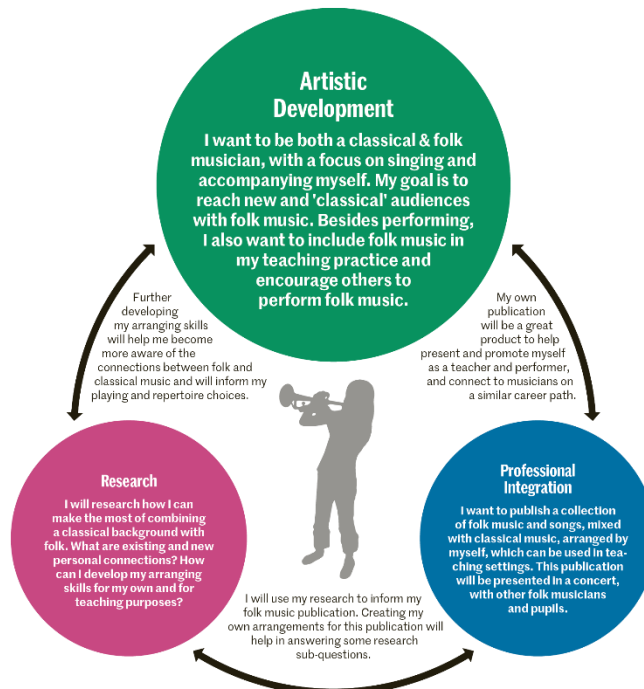 Artistic
Development
I want to be both a classical & folk
musician, with a focus on singing and
accompanying myself. My goal is to
reach new and 'classical' audiences
with folk music. Besides performing,
I also want to include folk music in
my teaching practice and
encourage others to
perform folk music.
Further
developing
my arranging skills
will help me become
more aware of the
connections between folk and
classical music and will inform my
playing and repertoire choices.
My own
publication
will be a great
product to help
present and promote myself
as a teacher and performer,
and connect to musicians on
a similar career path.
Research
I will research how I can
make the most of combining
a classical background with
folk. What are existing and new
personal connections? How
can I develop my arranging
skills for my own and for
teaching purposes?
Professional
Integration
I want to publish a collection
of folk music and songs, mixed
with classical music, arranged by
myself, which can be used in tea-
ching settings. This publication
will be presented in a concert,
with other folk musicians
and pupils.
I will use my research to inform my
folk music publication. Creating my
own arrangements for this publication will
help in answering some research
sub-questions.